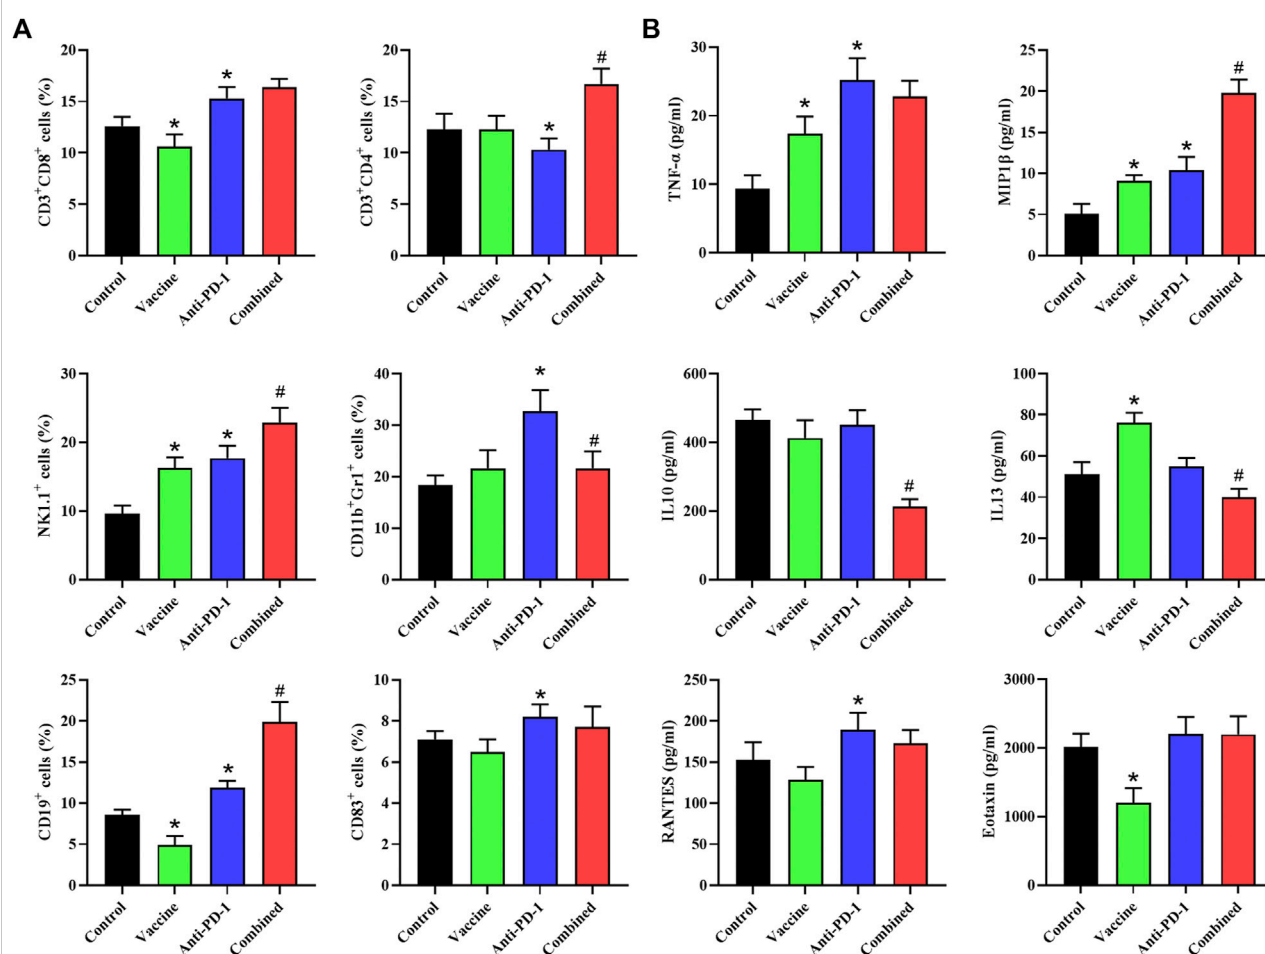 A
CD3+CD8+ cells (%)
20
15
10
5
0
*
*
Control
Vaccine
Anti-PD-1
Combined
CD3+CD4+ cells (%)
20
15
10
5
0
*
#
Control
Vaccine
Anti-PD-1
Combined
B
TNF-α (pg/ml)
30
20
10
0
*
*
Control
Vaccine
Anti-PD-1
Combined
MIP1β (pg/ml)
25
20
15
10
5
0
*
*
#
Control
Vaccine
Anti-PD-1
Combined
NK1.1+ cells (%)
30
20
10
0
*
*
#
Control
Vaccine
Anti-PD-1
Combined
CD11b+Gr1+ cells (%)
40
30
20
10
0
*
#
Control
Vaccine
Anti-PD-1
Combined
IL10 (pg/ml)
600
400
200
0
#
Control
Vaccine
Anti-PD-1
Combined
IL13 (pg/ml)
100
80
60
40
20
0
*
#
Control
Vaccine
Anti-PD-1
Combined
CD19+ cells (%)
25
20
15
10
5
0
*
*
#
Control
Vaccine
Anti-PD-1
Combined
CD83+ cells (%)
10
8
6
4
2
0
*
Control
Vaccine
Anti-PD-1
Combined
RANTES (pg/ml)
250
200
150
100
50
0
*
Control
Vaccine
Anti-PD-1
Combined
Eotaxin (pg/ml)
3000
2000
1000
0
*
Control
Vaccine
Anti-PD-1
Combined